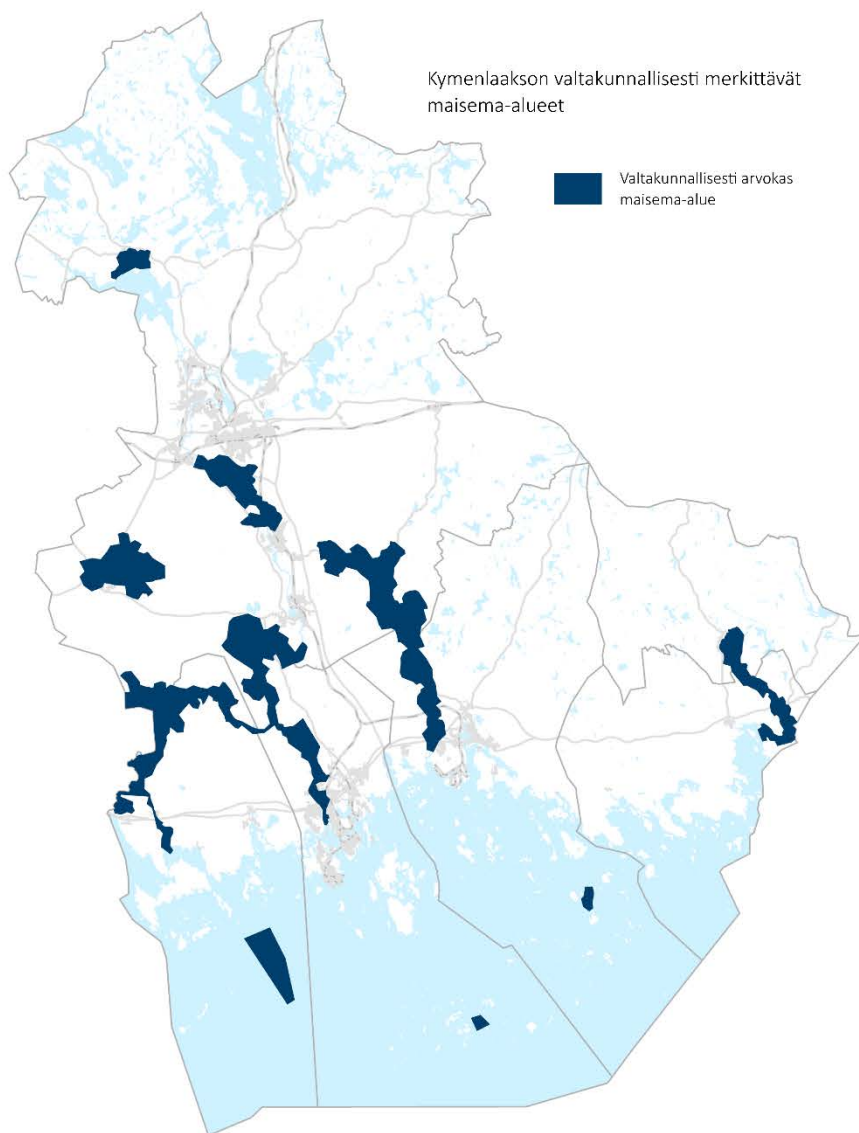 Kymenlaakson valtakunnallisesti merkittävät
maisema-alueet
Valtakunnallisesti arvokas
maisema-alue